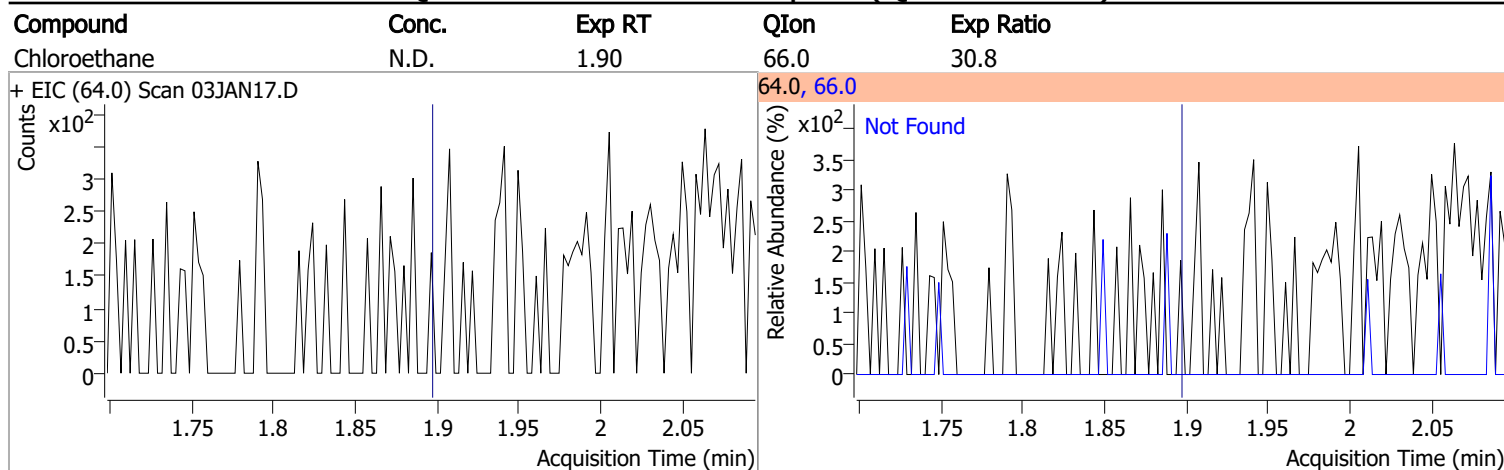 Compound Conc. Exp RT QIon Exp Ratio
Chloroethane N.D. 1.90 66.0 30.8
+ EIC (64.0) Scan 03JAN17.D
Counts
x10²
3
2.5
2
1.5
1
0.5
0
1.75 1.8 1.85 1.9 1.95 2 2.05
Acquisition Time (min)
64.0, 66.0
Relative Abundance (%)
x10²
Not Found
3.5
3
2.5
2
1.5
1
0.5
0
1.75 1.8 1.85 1.9 1.95 2 2.05
Acquisition Time (min)